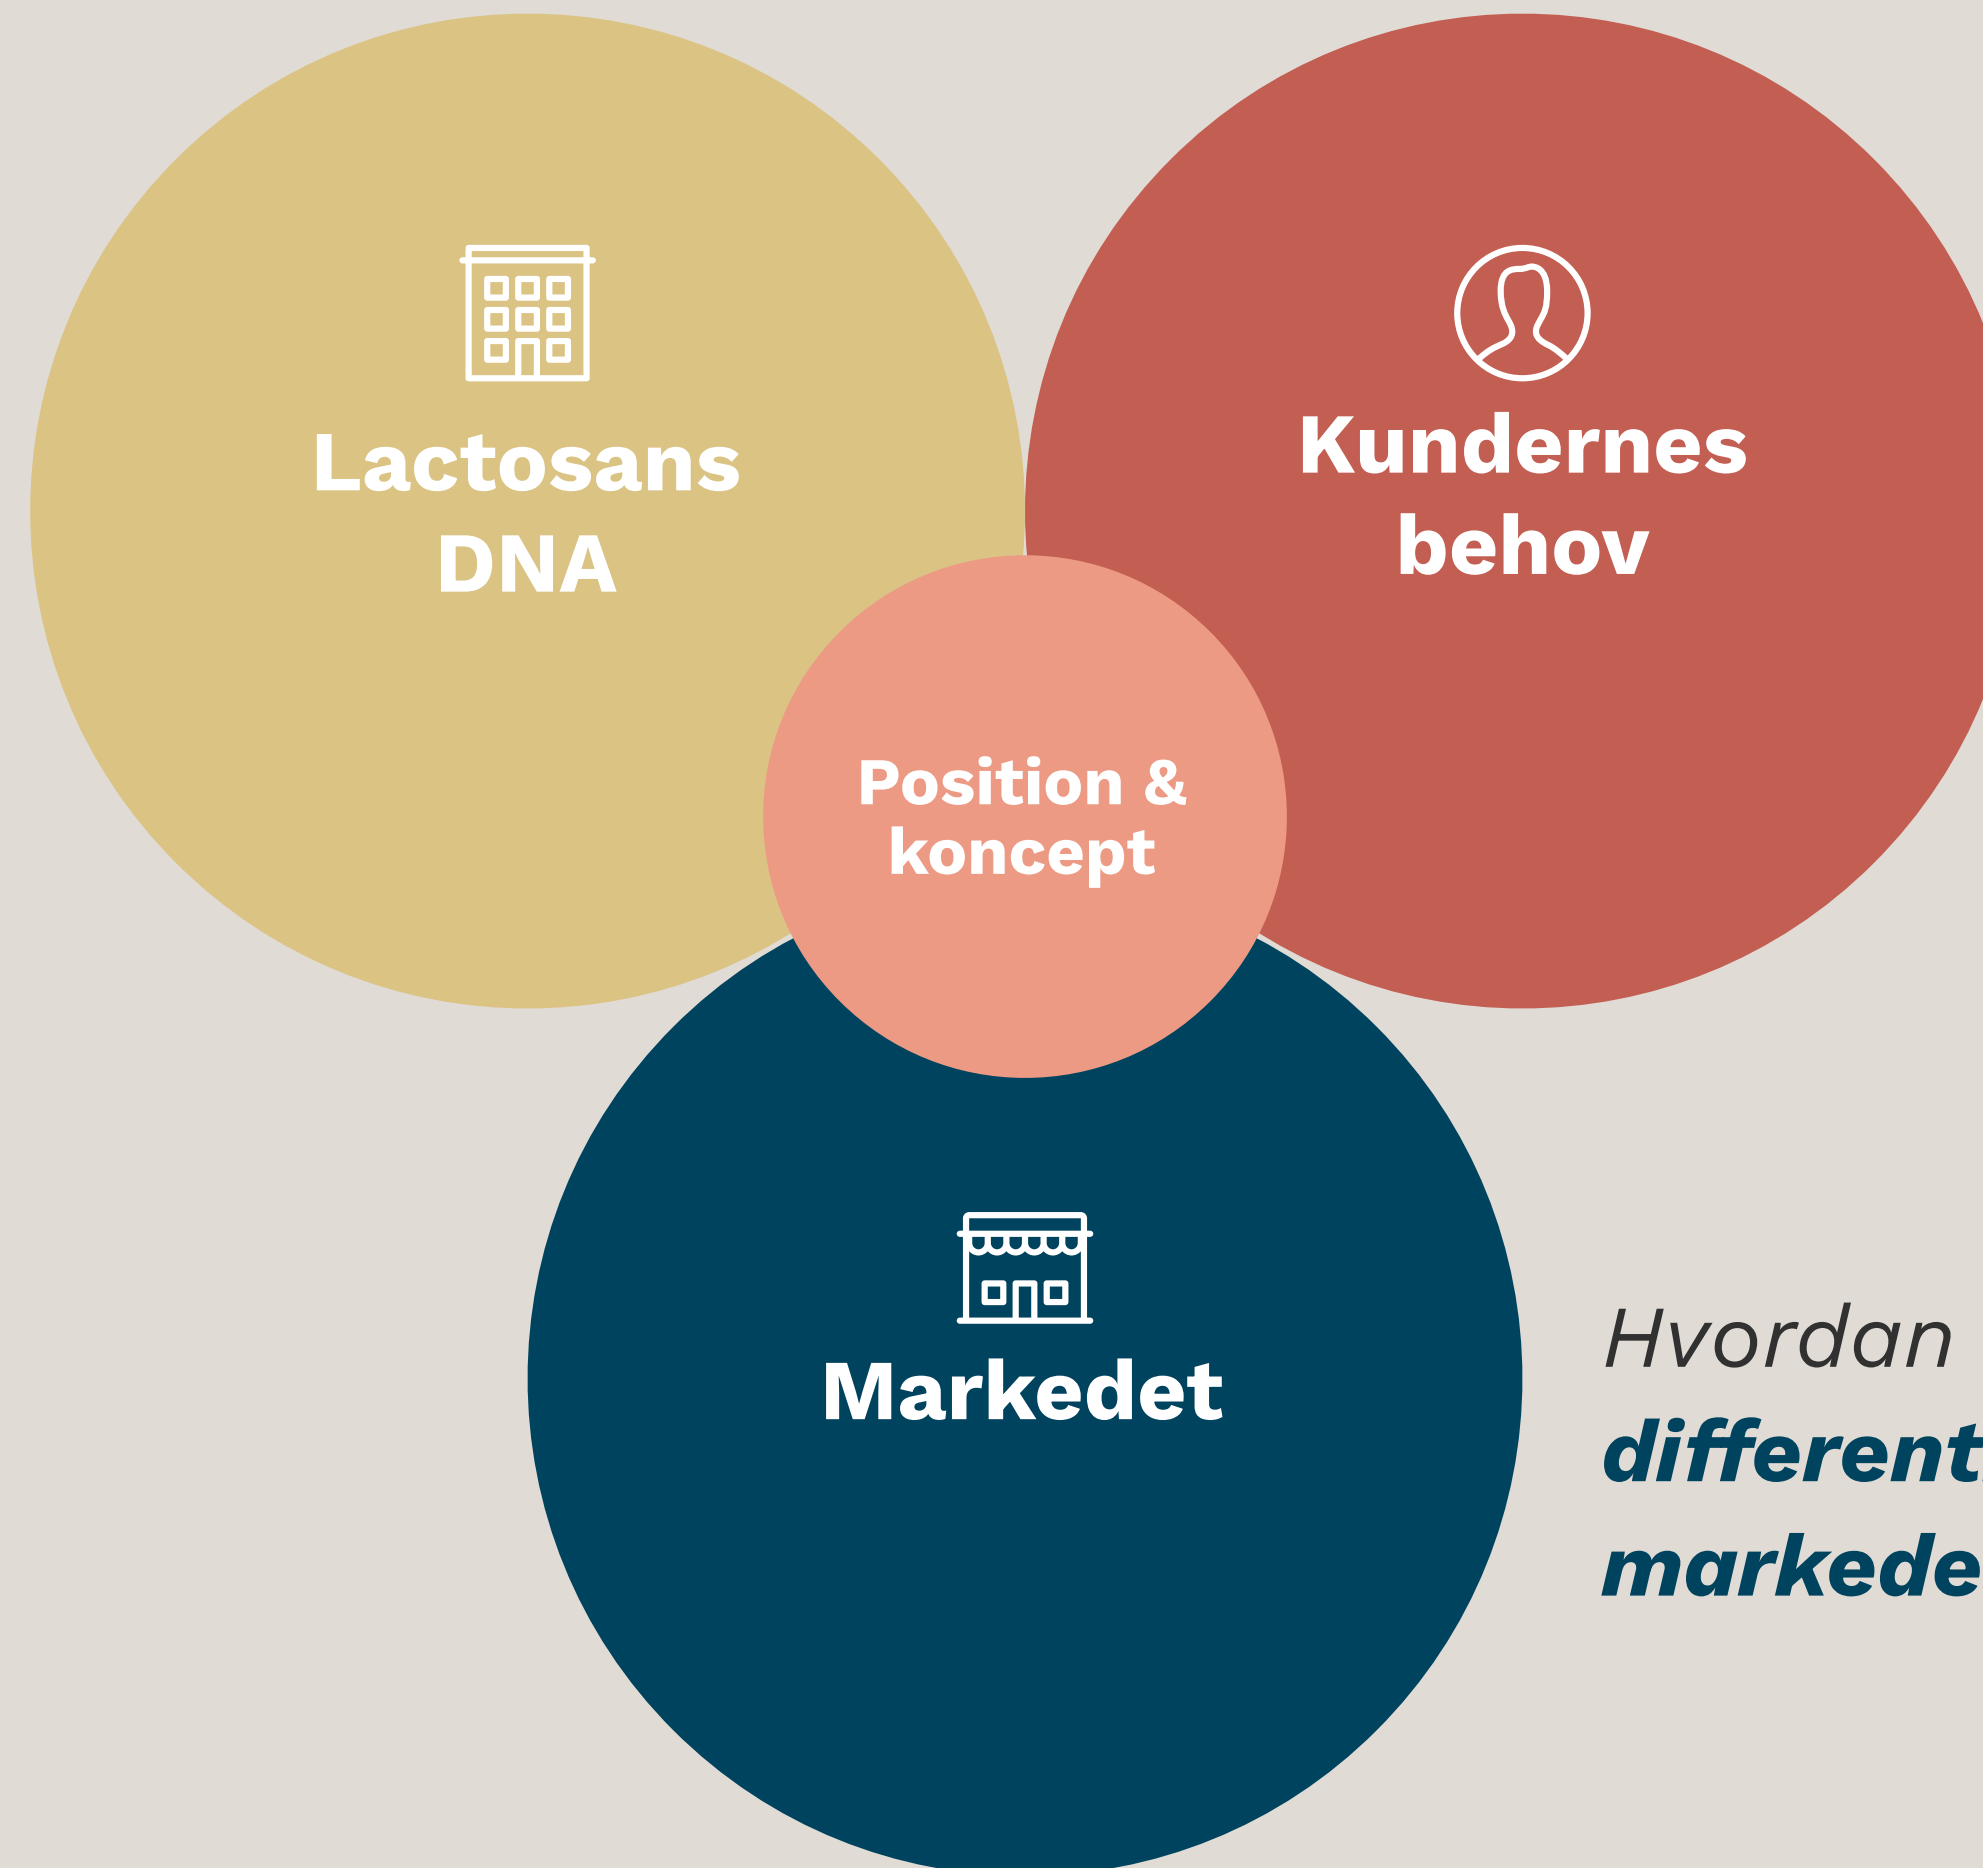 Lactosans
DNA
Kundernes
behov
Position &
koncept
Markedet
Hvordan